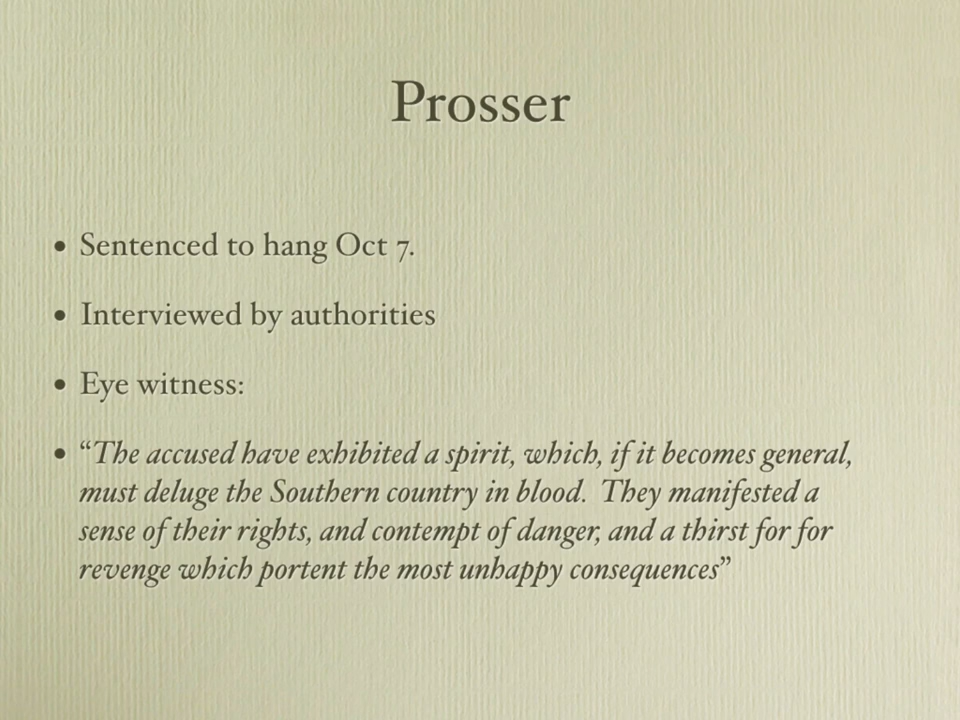 Prosser
• Sentenced to hang Oct 7.
• Interviewed by authorities
• Eye witness:
• “The accused have exhibited a spirit, which, if it becomes general,
must deluge the Southern country in blood.  They manifested a
sense of their rights, and contempt of danger, and a thirst for for
revenge which portent the most unhappy consequences”